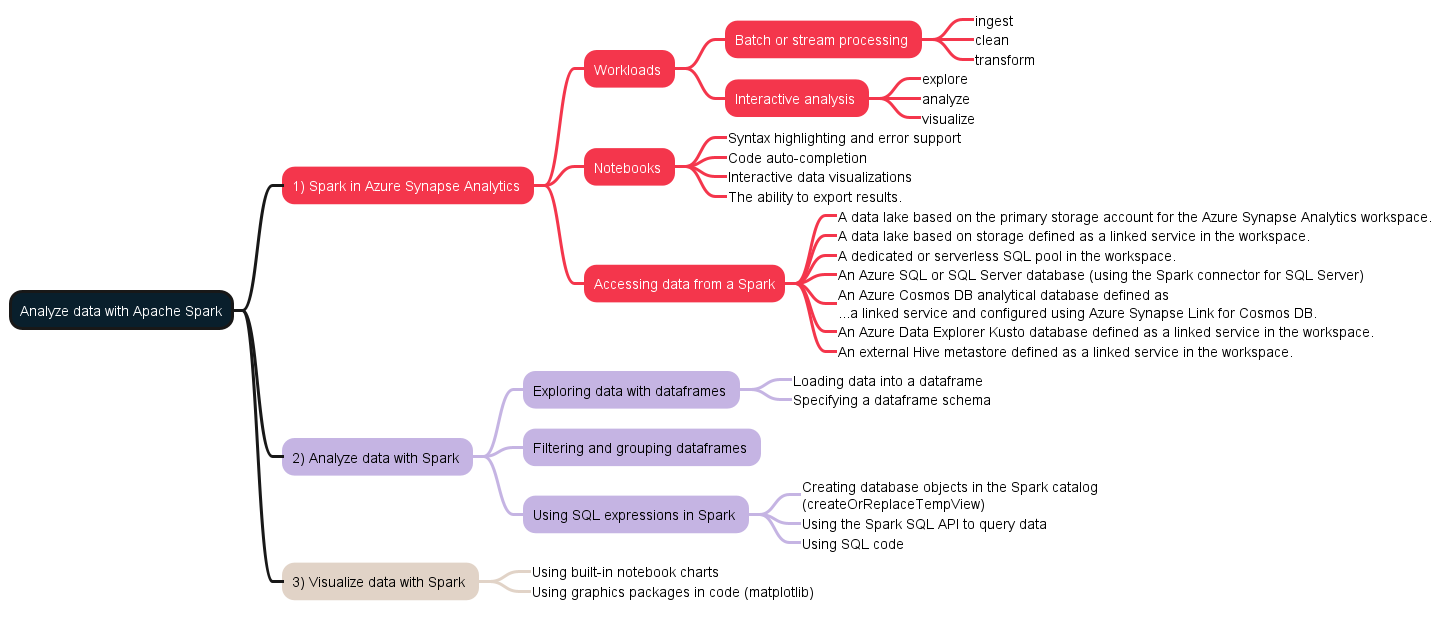 Analyze data with Apache Spark
1) Spark in Azure Synapse Analytics
Workloads
Batch or stream processing
ingest
clean
transform
Interactive analysis
explore
analyze
visualize
Notebooks
Syntax highlighting and error support
Code auto-completion
Interactive data visualizations
The ability to export results.
Accessing data from a Spark
A data lake based on the primary storage account for the Azure Synapse Analytics workspace.
A data lake based on storage defined as a linked service in the workspace.
A dedicated or serverless SQL pool in the workspace.
An Azure SQL or SQL Server database (using the Spark connector for SQL Server)
An Azure Cosmos DB analytical database defined as
...a linked service and configured using Azure Synapse Link for Cosmos DB.
An Azure Data Explorer Kusto database defined as a linked service in the workspace.
An external Hive metastore defined as a linked service in the workspace.
2) Analyze data with Spark
Exploring data with dataframes
Loading data into a dataframe
Specifying a dataframe schema
Filtering and grouping dataframes
Using SQL expressions in Spark
Creating database objects in the Spark catalog
(createOrReplaceTempView)
Using the Spark SQL API to query data
Using SQL code
3) Visualize data with Spark
Using built-in notebook charts
Using graphics packages in code (matplotlib)